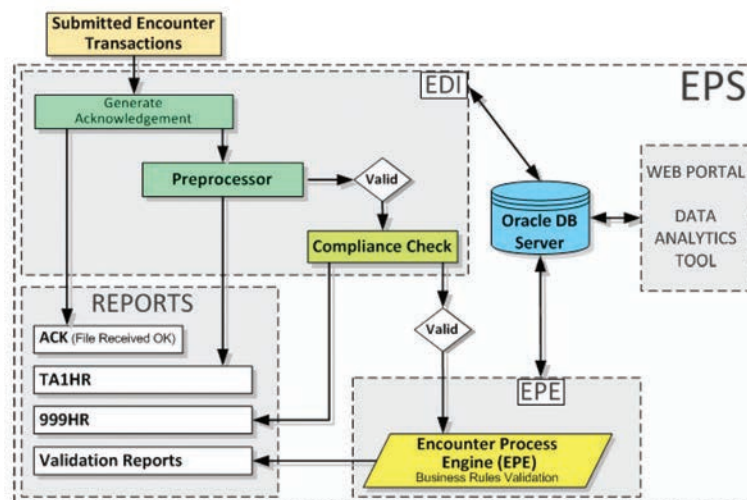 Submitted Encounter
Transactions
EDI
EPS
Generate
Acknowledgement
Preprocessor
Valid
Compliance Check
Oracle DB
Server
WEB PORTAL
DATA
ANALYTICS
TOOL
REPORTS
ACK (File Received OK)
TA1HR
999HR
Validation Reports
Valid
EPE
Encounter Process
Engine (EPE)
Business Rules Validation